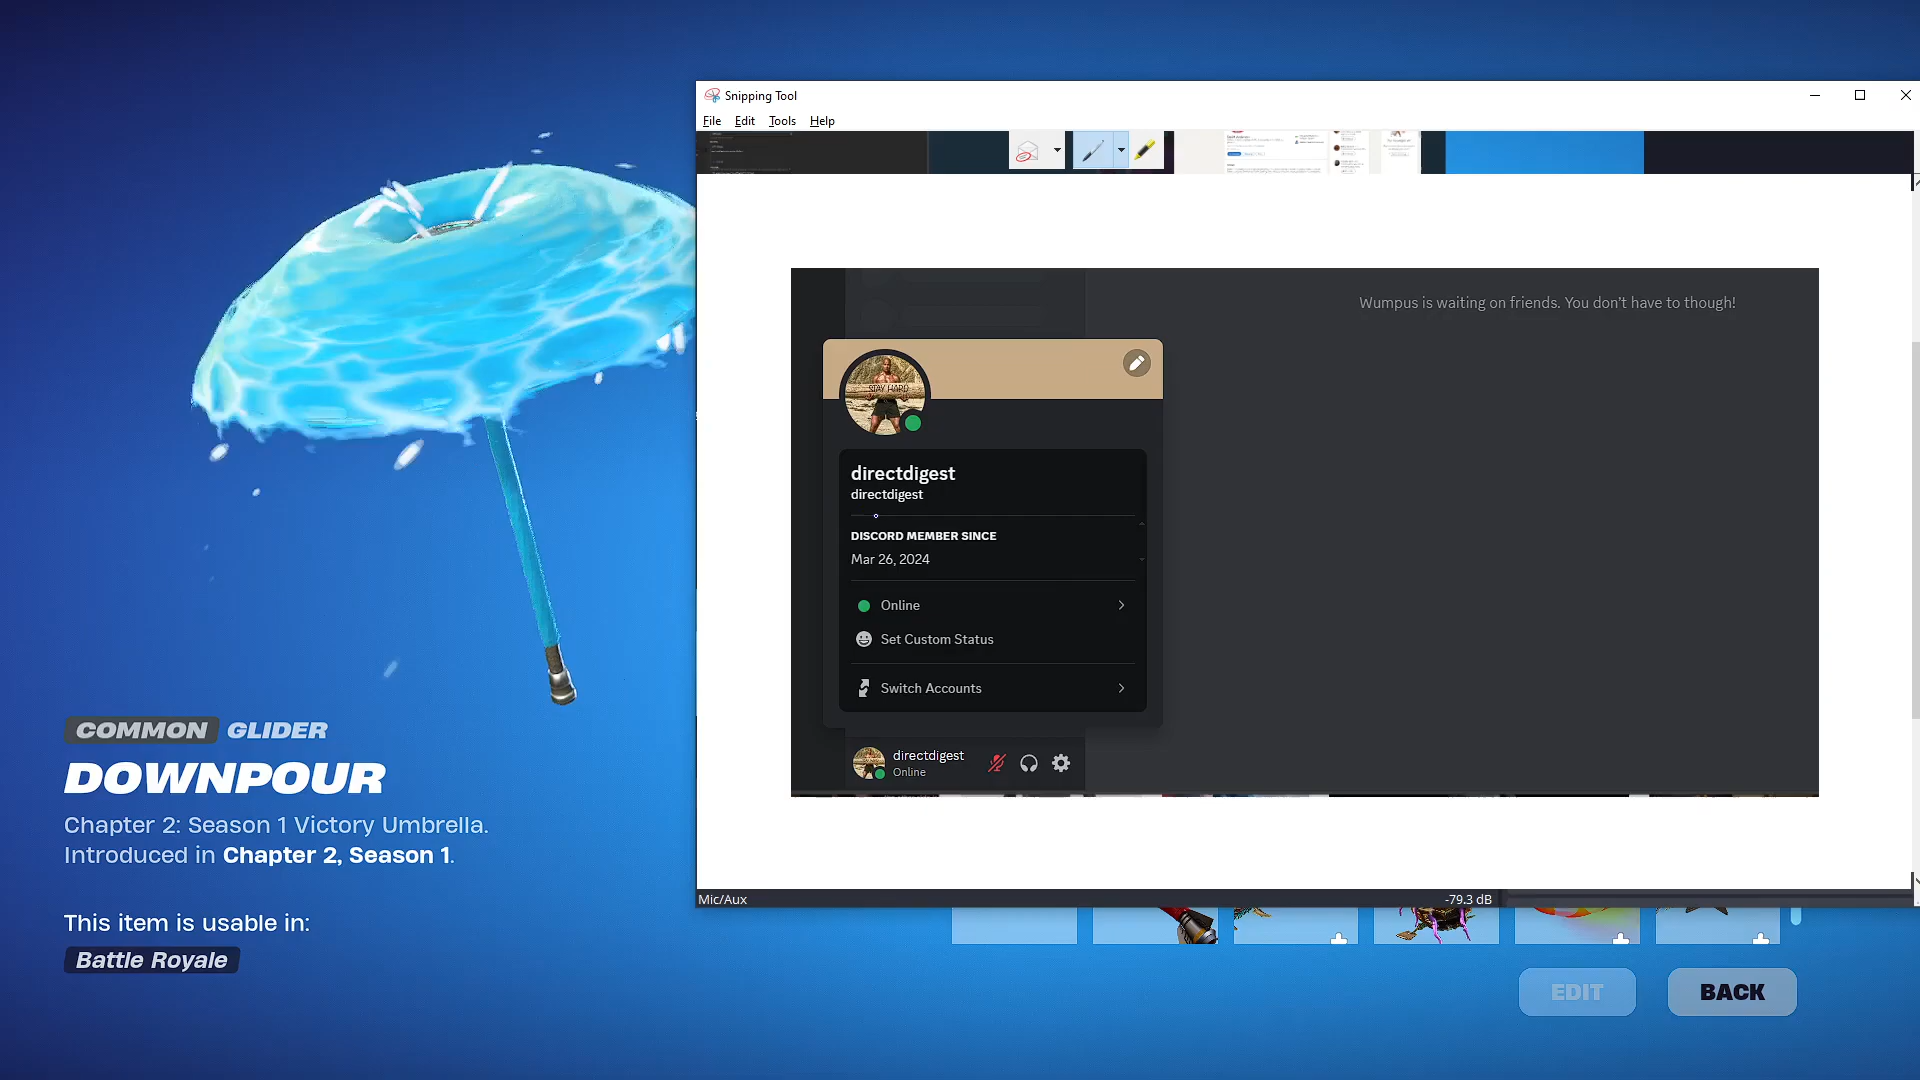 Snipping Tool
File Edit Tools Help
Wumpus is waiting on friends. You don't have to though!
STAY HARD
directdigest
directdigest
DISCORD MEMBER SINCE
Mar 26, 2024
Online
Set Custom Status
Switch Accounts
directdigest
Online
Mic/Aux
-79.3 dB
COMMON GLIDER
DOWNPOUR
Chapter 2: Season 1 Victory Umbrella.
Introduced in Chapter 2, Season 1.
This item is usable in:
Battle Royale
EDIT
BACK